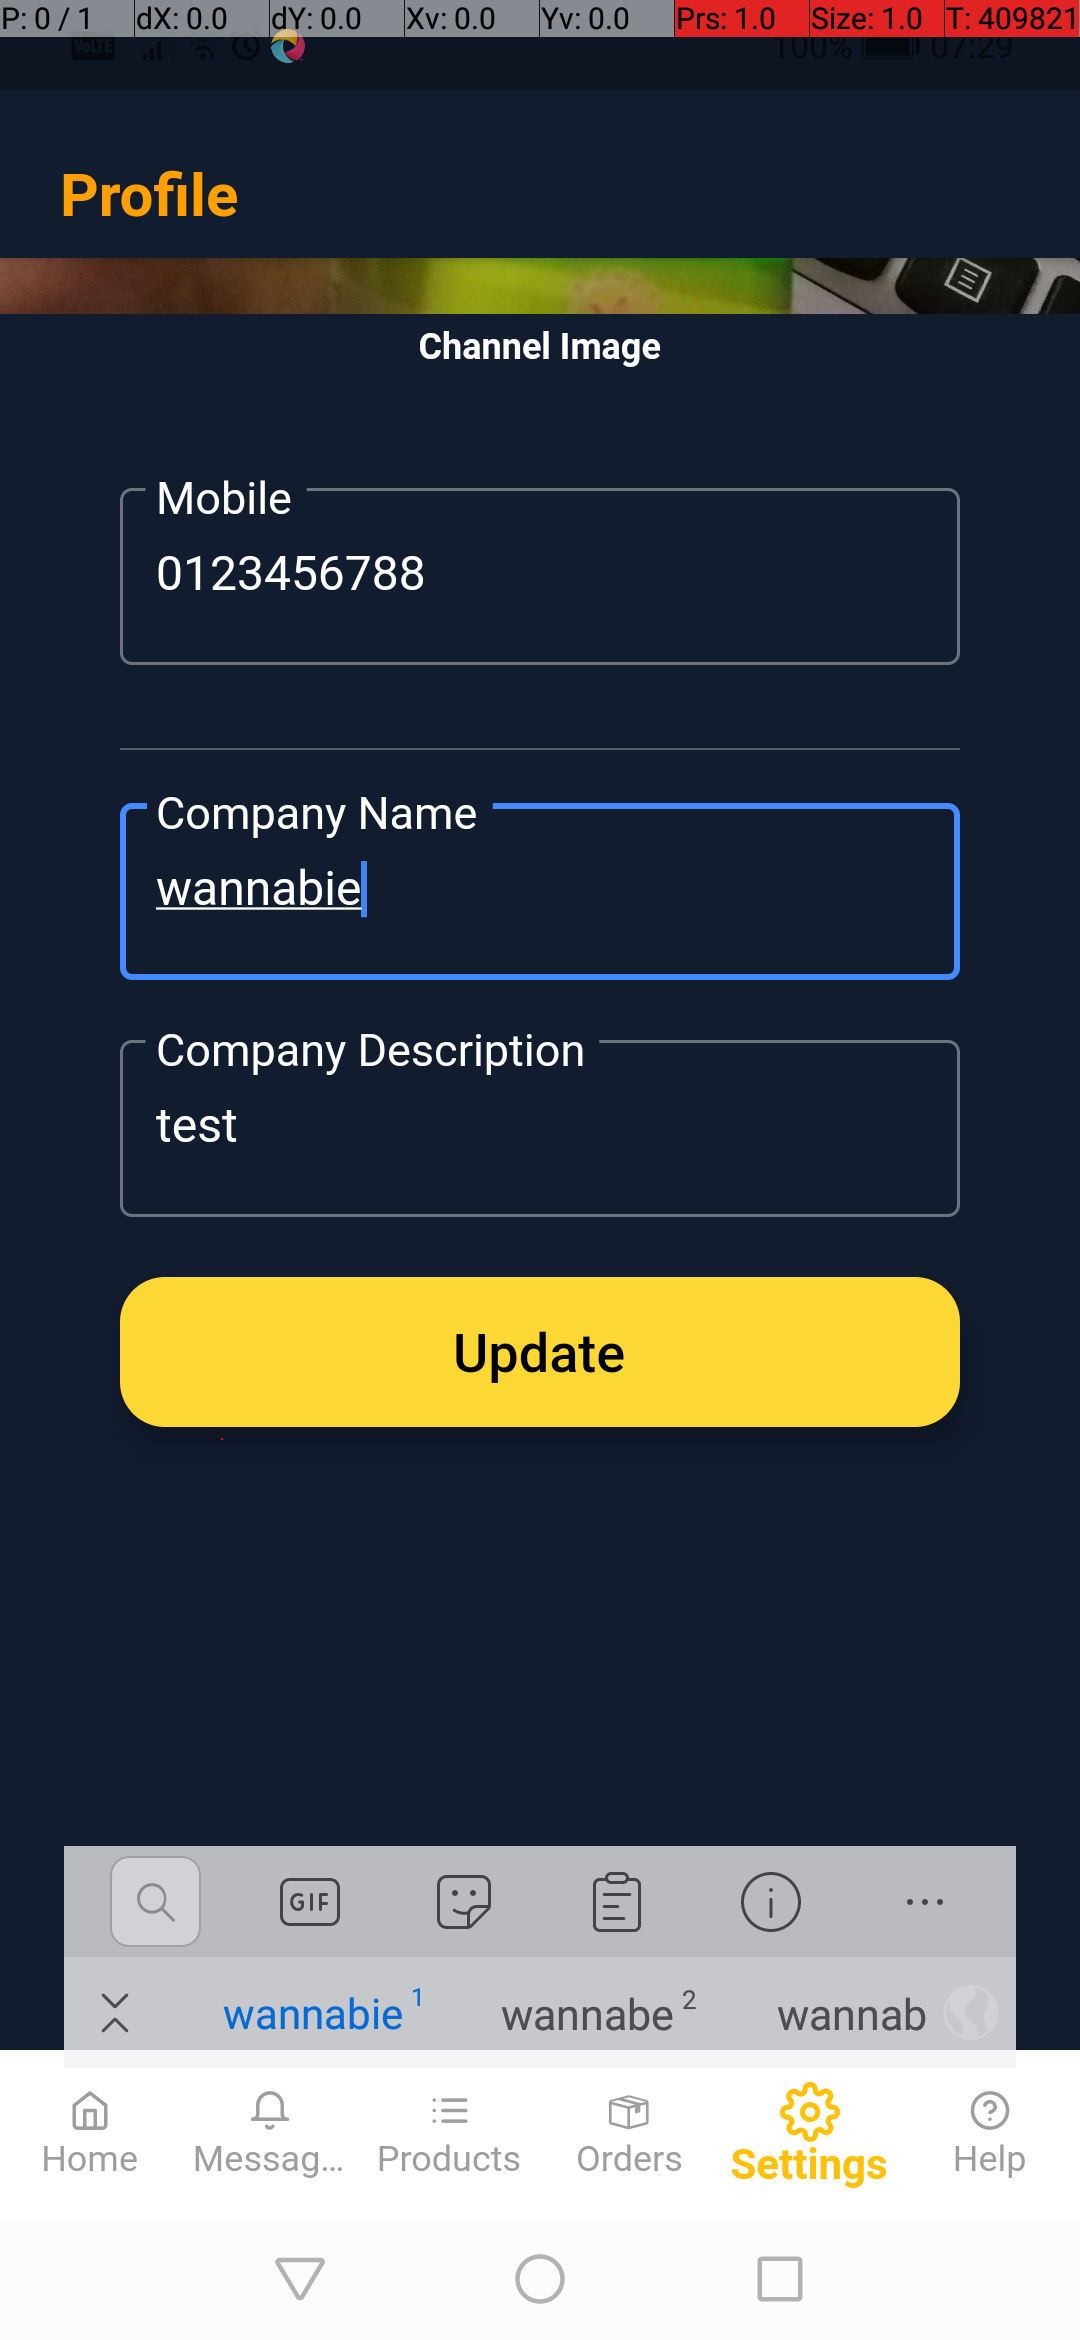 P: 0 / 1 dX: 0.0 dY: 0.0 Xv: 0.0 Yv: 0.0 Prs: 1.0 Size: 1.0 T: 409821
VoLTE 100% 07:29
Profile
Channel Image
Mobile
0123456788
Company Name
wannabie
Company Description
test
Update
GIF
wannabie 1 wannabe 2 wannab
Home Messag... Products Orders Settings Help